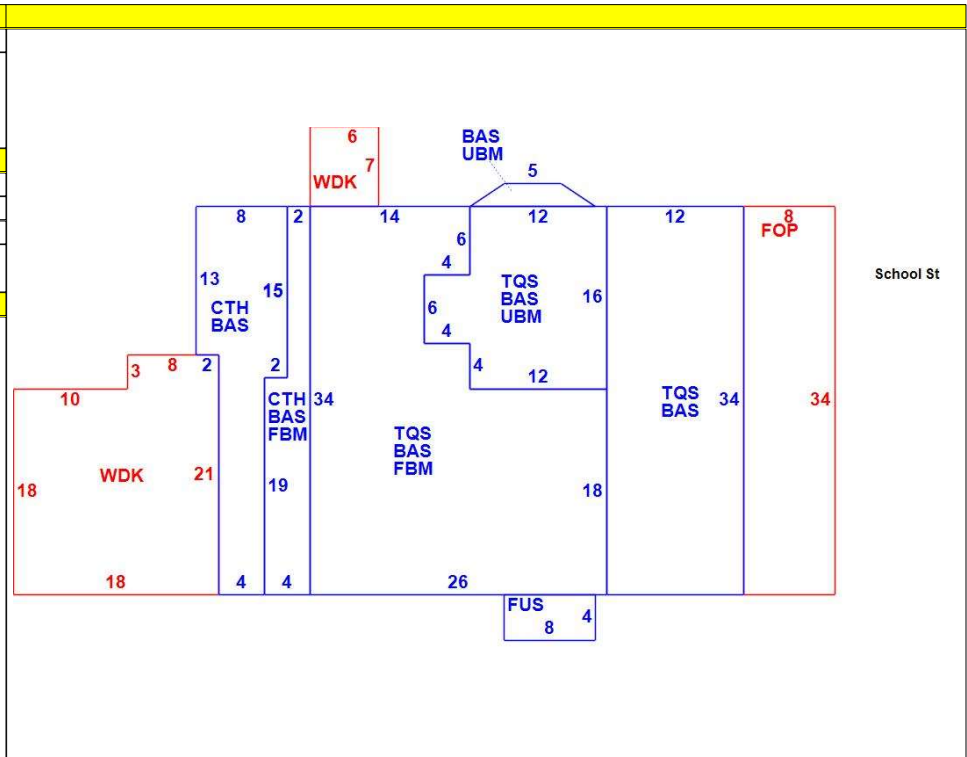 6
7
WDK
BAS
UBM
5
8
2
14
12
12
8
FOP
6
4
13
15
6
4
TQS
BAS
UBM
16
School St
CTH
BAS
3
8
2
2
4
12
10
CTH
BAS
FBM
34
TQS
BAS
34
34
TQS
BAS
FBM
WDK
21
18
19
18
18
4
4
26
FUS
4
8